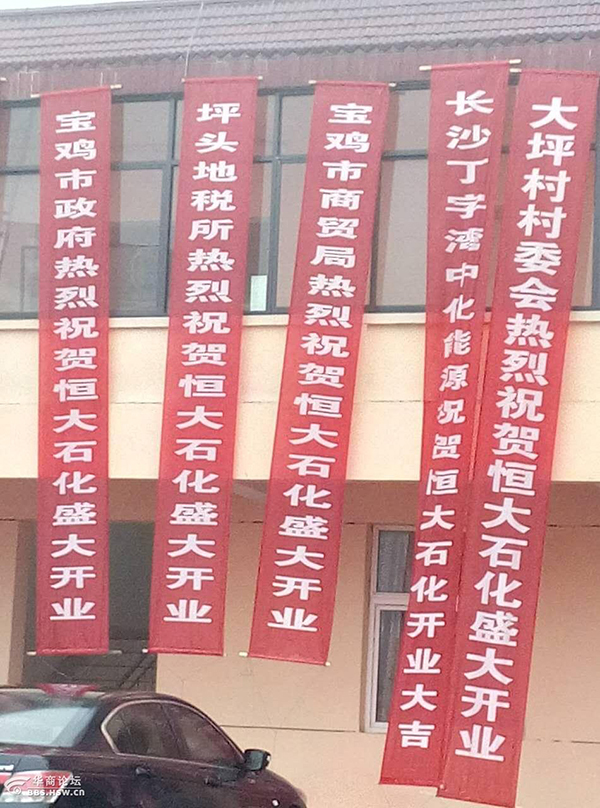 宝鸡市政府热烈祝贺恒大石化盛大开业
坪头地税所热烈祝贺恒大石化盛大开业
宝鸡市商贸局热烈祝贺恒大石化盛大开业
长沙丁字湾中化能源祝贺恒大石化开业大吉
大坪村村委会热烈祝贺恒大石化盛大开业
华商论坛
BBS.HSW.CN